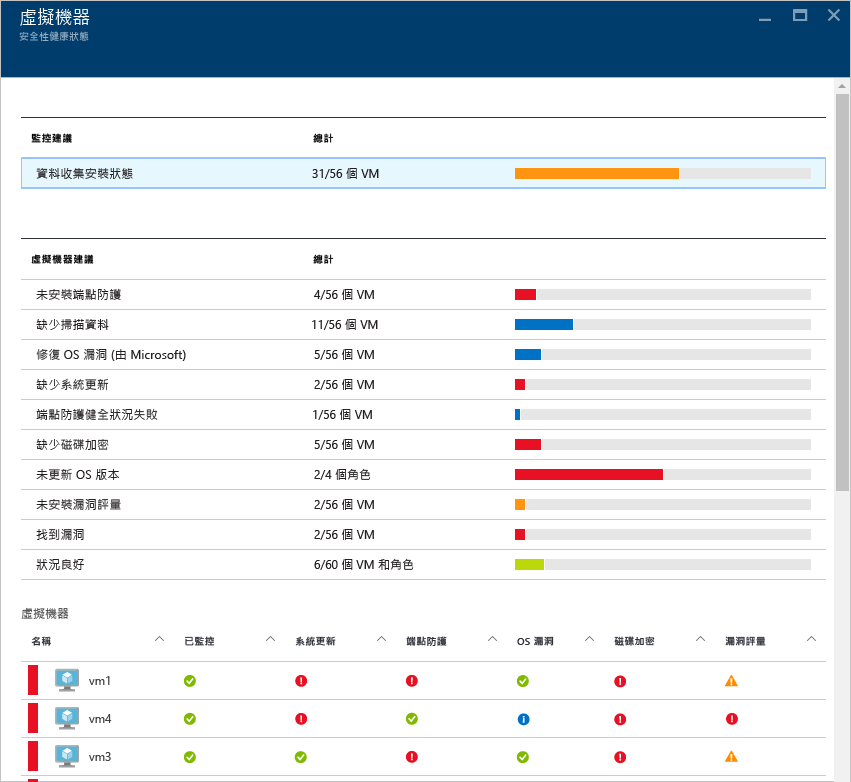 虛擬機器
安全性健康狀態
監控建議 總計
資料收集安裝狀態 31/56 個 VM
虛擬機器建議 總計
未安裝端點防護 4/56 個 VM
缺少掃描資料 11/56 個 VM
修復 OS 漏洞 (由 Microsoft) 5/56 個 VM
缺少系統更新 2/56 個 VM
端點防護健全狀況失敗 1/56 個 VM
缺少磁碟加密 5/56 個 VM
未更新 OS 版本 2/4 個角色
未安裝漏洞評量 2/56 個 VM
找到漏洞 2/56 個 VM
狀況良好 6/60 個 VM 和角色
虛擬機器
名稱 已監控 系統更新 端點防護 OS 漏洞 磁碟加密 漏洞評量
vm1
vm4
vm3